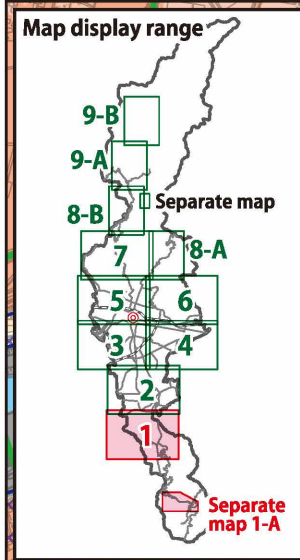 Map display range
9-B
9-A
8-B
Separate map
7
8-A
5
6
3
4
2
1
Separate
map 1-A